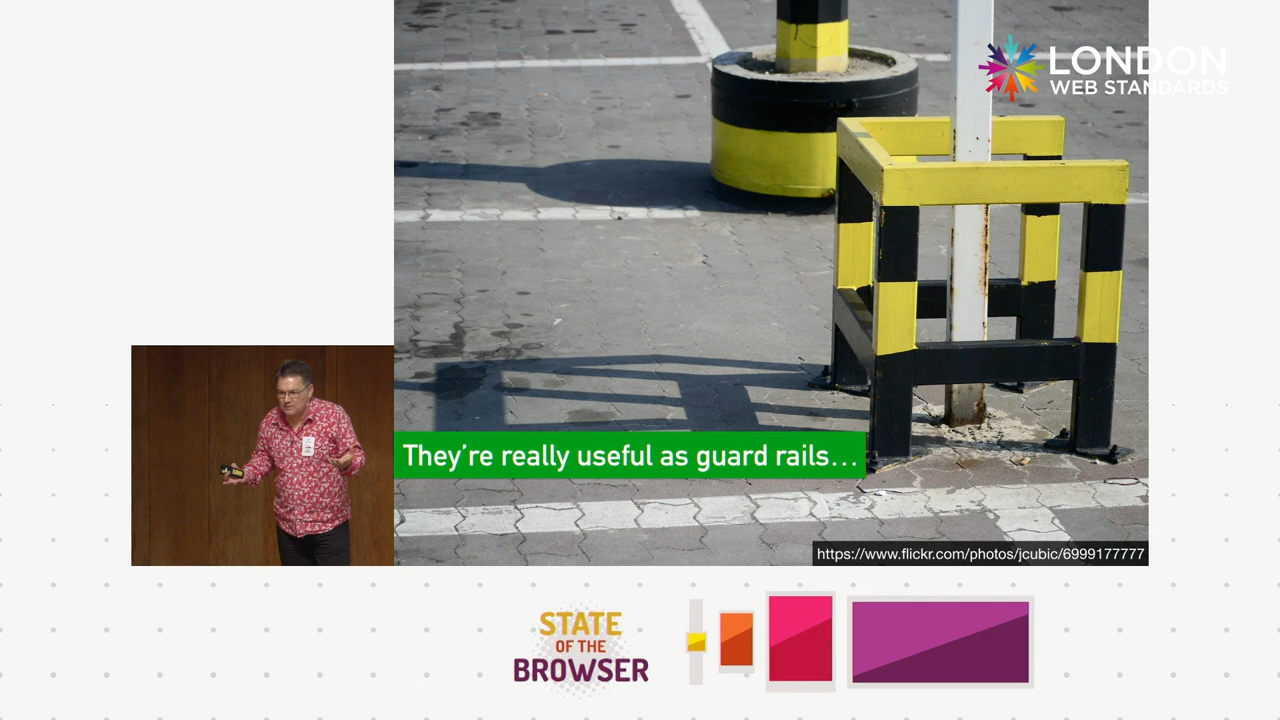 LONDON
WEB STANDARDS
They're really useful as guard rails...
https://www.flickr.com/photos/jcubic/6999177777
STATE
OF THE
BROWSER